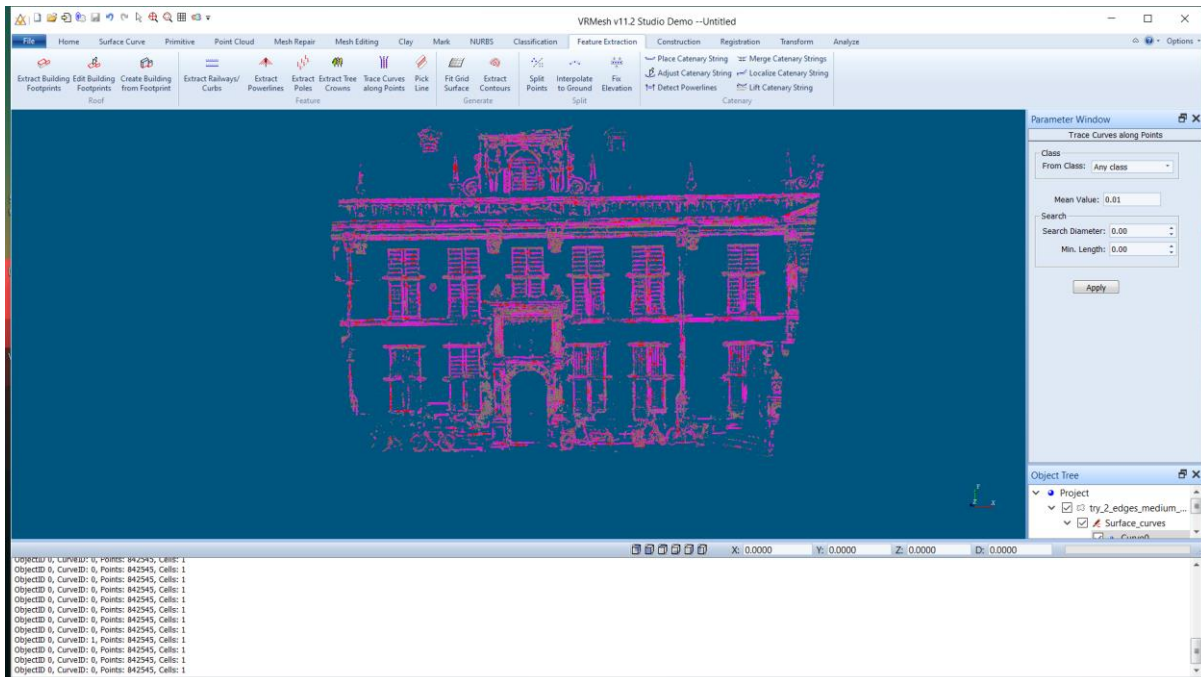 VRMesh v11.2 Studio Demo --Untitled
File Home Surface Curve Primitive Point Cloud Mesh Repair Mesh Editing Clay Mark NURBS Classification Feature Extraction Construction Registration Transform Analyze Options
Extract Building Footprints
Edit Building Footprints
Create Building from Footprint
Roof
Extract Railways/ Curbs
Extract Powerlines
Extract Poles
Extract Tree Crowns
Trace Curves along Points
Pick Line
Feature
Fit Grid Surface
Extract Contours
Generate
Split Points
Interpolate to Ground
Fix Elevation
Split
Place Catenary String
Merge Catenary Strings
Adjust Catenary String
Localize Catenary String
Detect Powerlines
Lift Catenary String
Catenary
Parameter Window
Trace Curves along Points
Class
From Class: Any class
Mean Value: 0.01
Search
Search Diameter: 0.00
Min. Length: 0.00
Apply
Y
Z X
Object Tree
Project
try_2_edges_medium_...
Surface_curves
Curve0
X: 0.0000 Y: 0.0000 Z: 0.0000 D: 0.0000
ObjectID 0, CurveID: 0, Points: 842545, Cells: 1
ObjectID 0, CurveID: 0, Points: 842545, Cells: 1
ObjectID 0, CurveID: 0, Points: 842545, Cells: 1
ObjectID 0, CurveID: 0, Points: 842545, Cells: 1
ObjectID 0, CurveID: 0, Points: 842545, Cells: 1
ObjectID 0, CurveID: 0, Points: 842545, Cells: 1
ObjectID 0, CurveID: 0, Points: 842545, Cells: 1
ObjectID 0, CurveID: 0, Points: 842545, Cells: 1
ObjectID 0, CurveID: 1, Points: 842545, Cells: 1
ObjectID 0, CurveID: 0, Points: 842545, Cells: 1
ObjectID 0, CurveID: 0, Points: 842545, Cells: 1
ObjectID 0, CurveID: 0, Points: 842545, Cells: 1